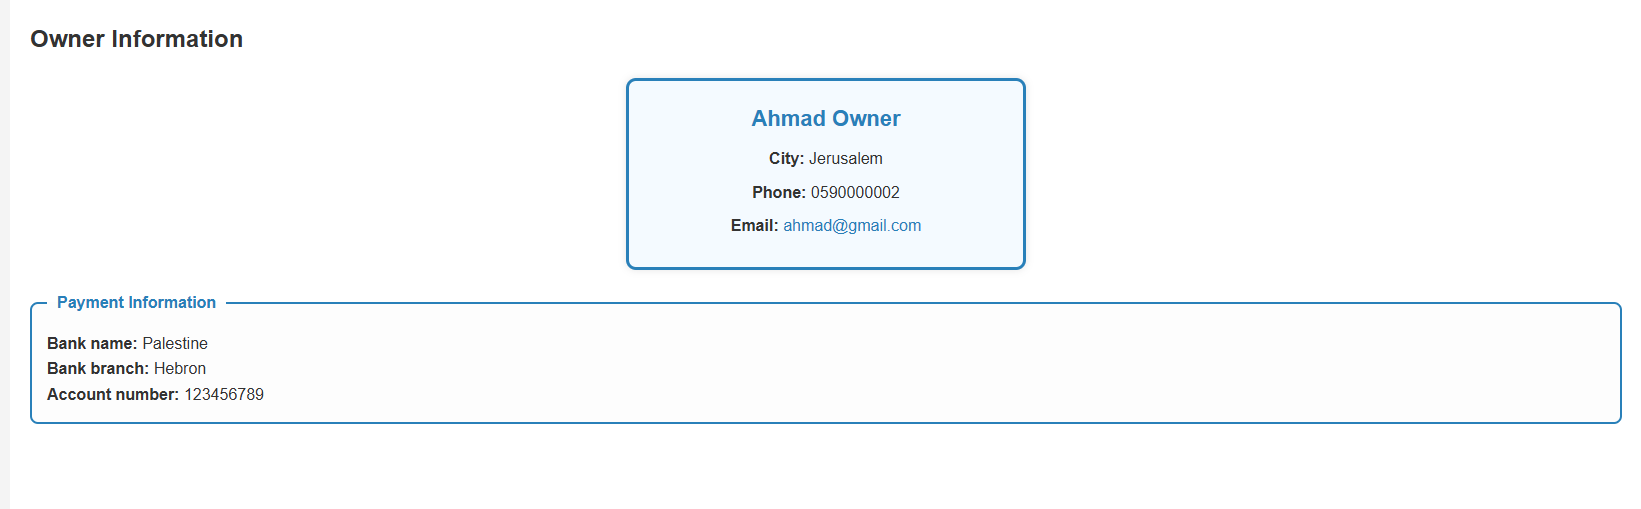 Owner Information
Ahmad Owner
City: Jerusalem
Phone: 0590000002
Email: ahmad@gmail.com
Payment Information
Bank name: Palestine
Bank branch: Hebron
Account number: 123456789